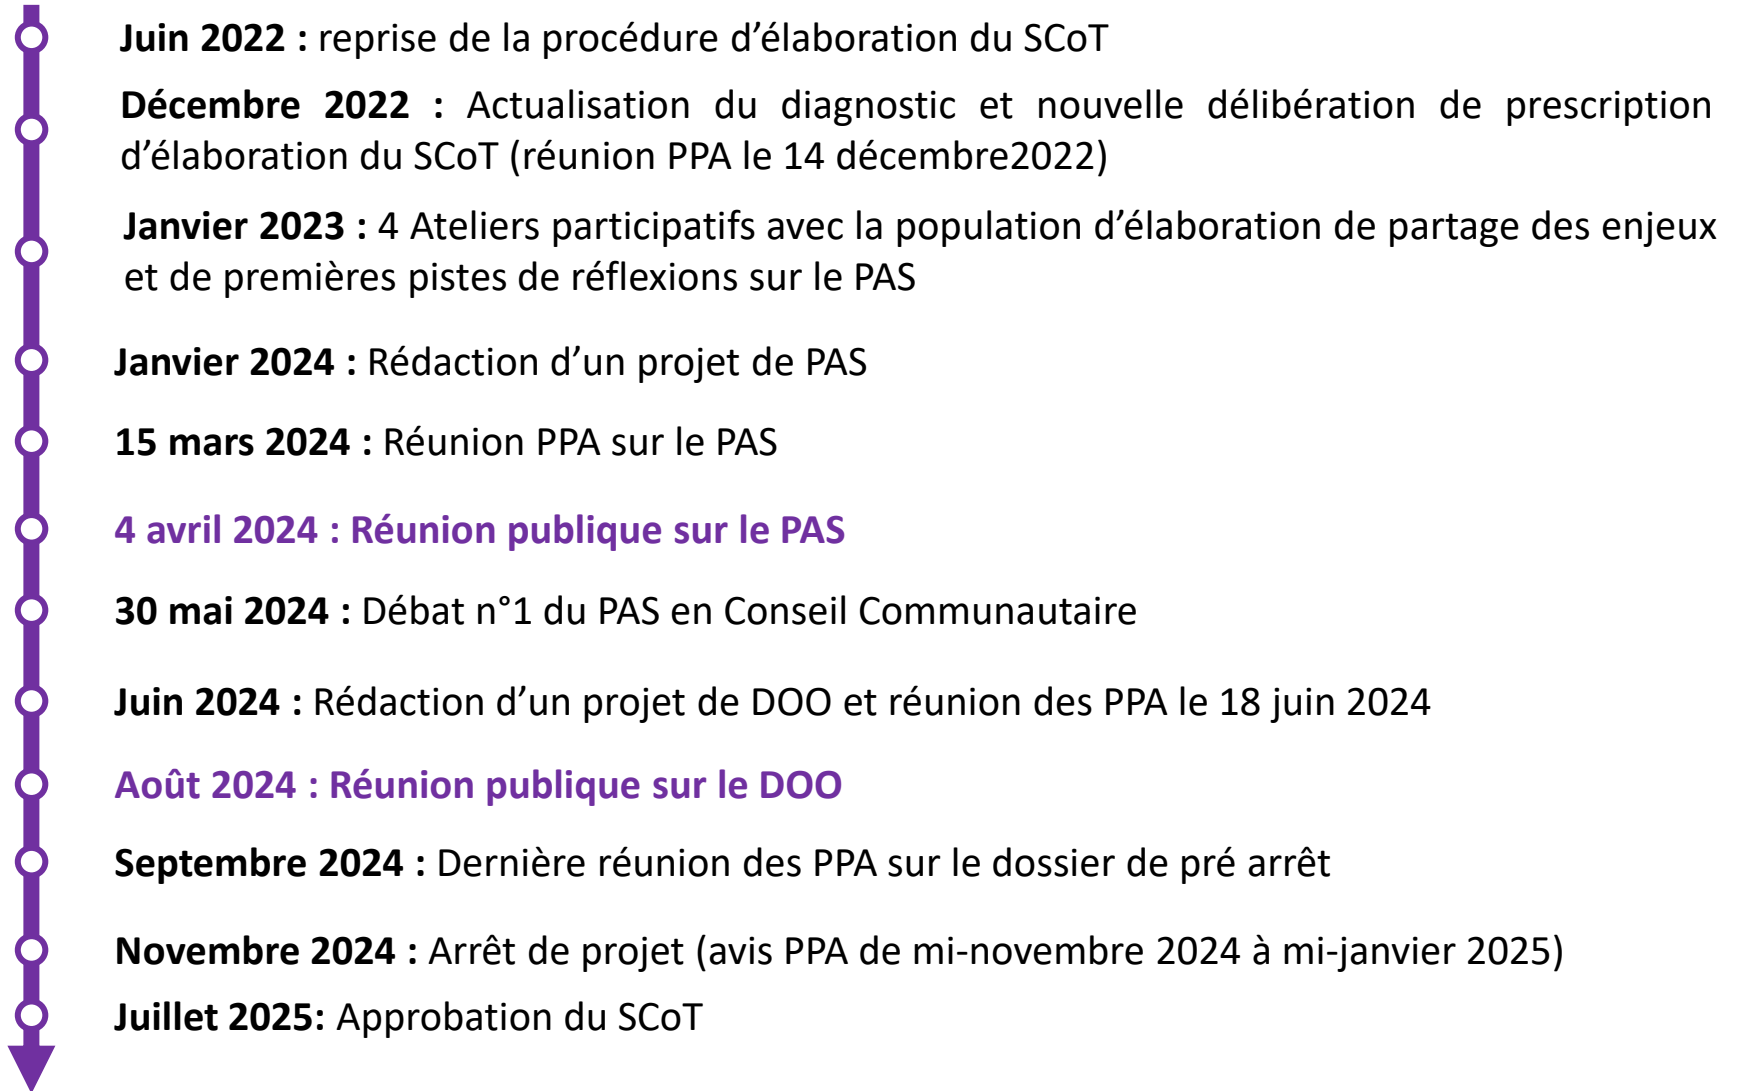 Juin 2022 : reprise de la procédure d’élaboration du SCoT
Décembre 2022 : Actualisation du diagnostic et nouvelle délibération de prescription
d’élaboration du SCoT (réunion PPA le 14 décembre2022)
Janvier 2023 : 4 Ateliers participatifs avec la population d’élaboration de partage des enjeux
et de premières pistes de réflexions sur le PAS
Janvier 2024 : Rédaction d’un projet de PAS
15 mars 2024 : Réunion PPA sur le PAS
4 avril 2024 : Réunion publique sur le PAS
30 mai 2024 : Débat n°1 du PAS en Conseil Communautaire
Juin 2024 : Rédaction d’un projet de DOO et réunion des PPA le 18 juin 2024
Août 2024 : Réunion publique sur le DOO
Septembre 2024 : Dernière réunion des PPA sur le dossier de pré arrêt
Novembre 2024 : Arrêt de projet (avis PPA de mi-novembre 2024 à mi-janvier 2025)
Juillet 2025: Approbation du SCoT